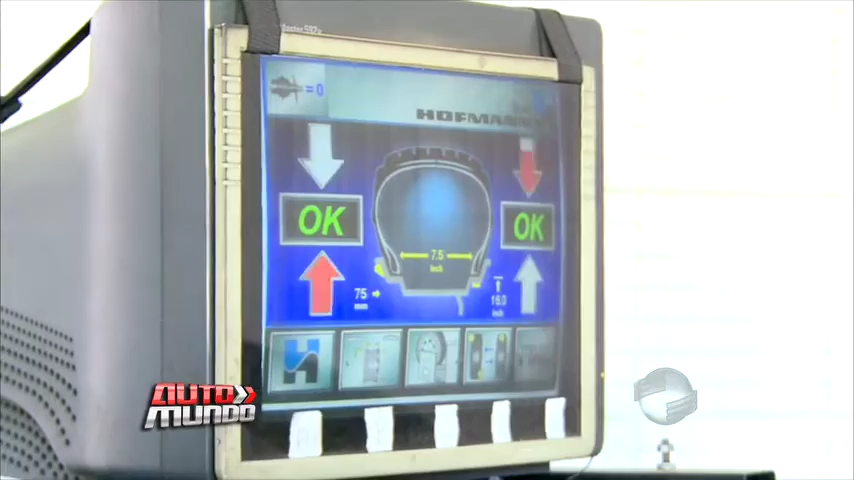 = 0
HOFMANN
OK
OK
7.5
inch
75
mm
16.0
inch
AUTO
MUNDO